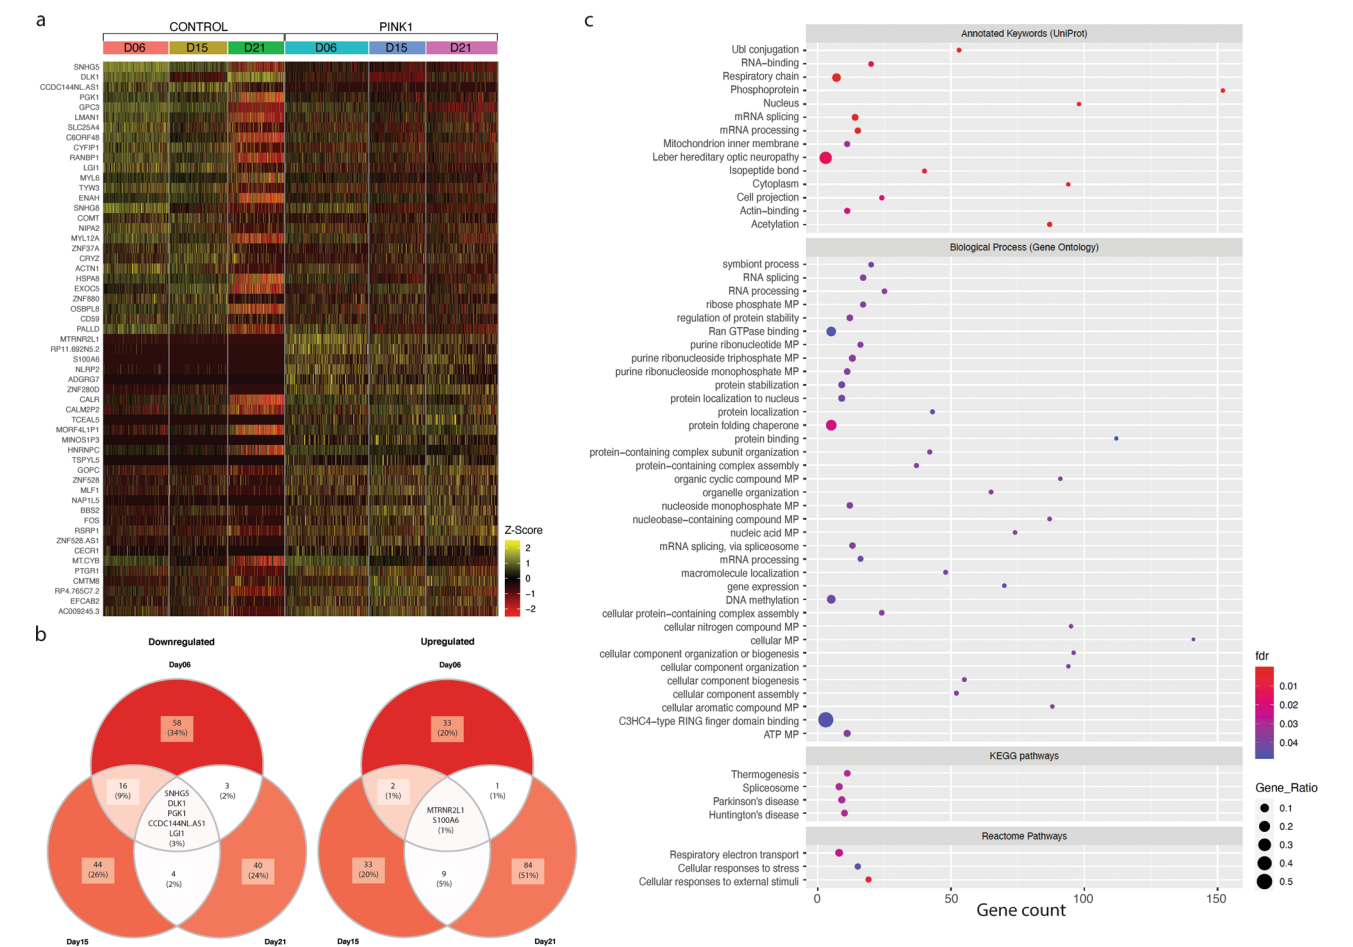 a
CONTROL
PINK1
D06
D15
D21
D06
D15
D21
SNHG5
DLK1
CCDC144NL.AS1
PGK1
GPC3
LMAN1
SLC25A4
C6ORF48
CYFIP1
RANBP1
LGI1
MYL6
TYW3
ENAH
SNHG8
COMT
NIPA2
MYL12A
ZNF37A
CRYZ
ACTN1
HSPA8
EXOC5
ZNF880
OSBPL8
CD59
PALLD
MTRNR2L1
RP11.692N5.2
S100A6
NLRP2
ADGRG7
ZNF280D
CALR
CALM2P2
TCEAL5
MORF4L1P1
MINOS1P3
HNRNPC
TSPYL5
GOPC
ZNF528
MLF1
NAP1L5
BBS2
FOS
RSRP1
ZNF528.AS1
CECR1
MT.CYB
PTGR1
CMTM8
RP4.765C7.2
EFCAB2
AC009245.3
Z-Score
2
1
0
−1
−2
b
Downregulated
Day06
58
(34%)
16
(9%)
3
(2%)
SNHG5
DLK1
PGK1
CCDC144NL.AS1
LGI1
(3%)
44
(26%)
4
(2%)
40
(24%)
Day15
Day21
Upregulated
Day06
33
(20%)
2
(1%)
1
(1%)
MTRNR2L1
S100A6
(1%)
33
(20%)
9
(5%)
84
(51%)
Day15
Day21
c
Annotated Keywords (UniProt)
Ubl conjugation
RNA−binding
Respiratory chain
Phosphoprotein
Nucleus
mRNA splicing
mRNA processing
Mitochondrion inner membrane
Leber hereditary optic neuropathy
Isopeptide bond
Cytoplasm
Cell projection
Actin−binding
Acetylation
Biological Process (Gene Ontology)
symbiont process
RNA splicing
RNA processing
ribose phosphate MP
regulation of protein stability
Ran GTPase binding
purine ribonucleotide MP
purine ribonucleoside triphosphate MP
purine ribonucleoside monophosphate MP
protein stabilization
protein localization to nucleus
protein localization
protein folding chaperone
protein binding
protein−containing complex subunit organization
protein−containing complex assembly
organic cyclic compound MP
organelle organization
nucleoside monophosphate MP
nucleobase−containing compound MP
nucleic acid MP
mRNA splicing, via spliceosome
mRNA processing
macromolecule localization
gene expression
DNA methylation
cellular protein−containing complex assembly
cellular nitrogen compound MP
cellular MP
cellular component organization or biogenesis
cellular component organization
cellular component biogenesis
cellular component assembly
cellular aromatic compound MP
C3HC4−type RING finger domain binding
ATP MP
KEGG pathways
Thermogenesis
Spliceosome
Parkinson's disease
Huntington's disease
Reactome Pathways
Respiratory electron transport
Cellular responses to stress
Cellular responses to external stimuli
0
50
100
150
Gene count
fdr
0.01
0.02
0.03
0.04
Gene_Ratio
0.1
0.2
0.3
0.4
0.5